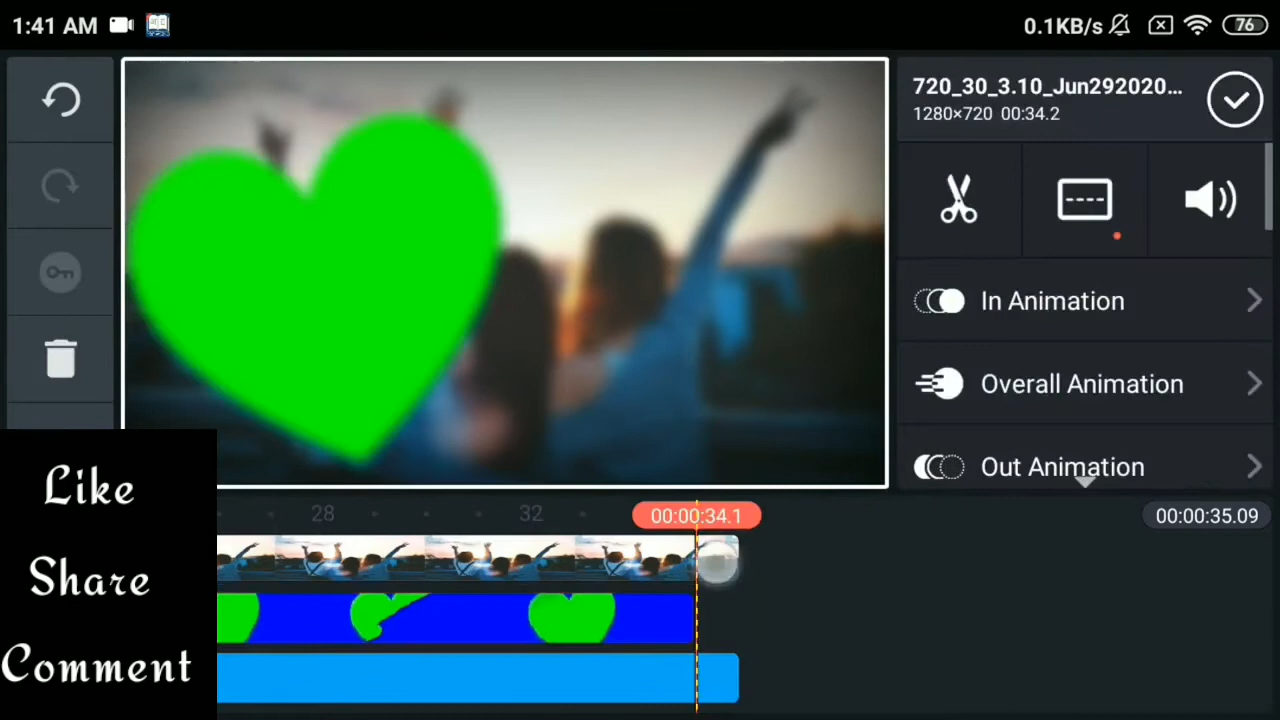 1:41 AM
0.1KB/s
76
720_30_3.10_Jun292020...
1280×720 00:34.2
In Animation
Overall Animation
Out Animation
28
32
00:00:34.1
00:00:35.09
Like
Share
Comment